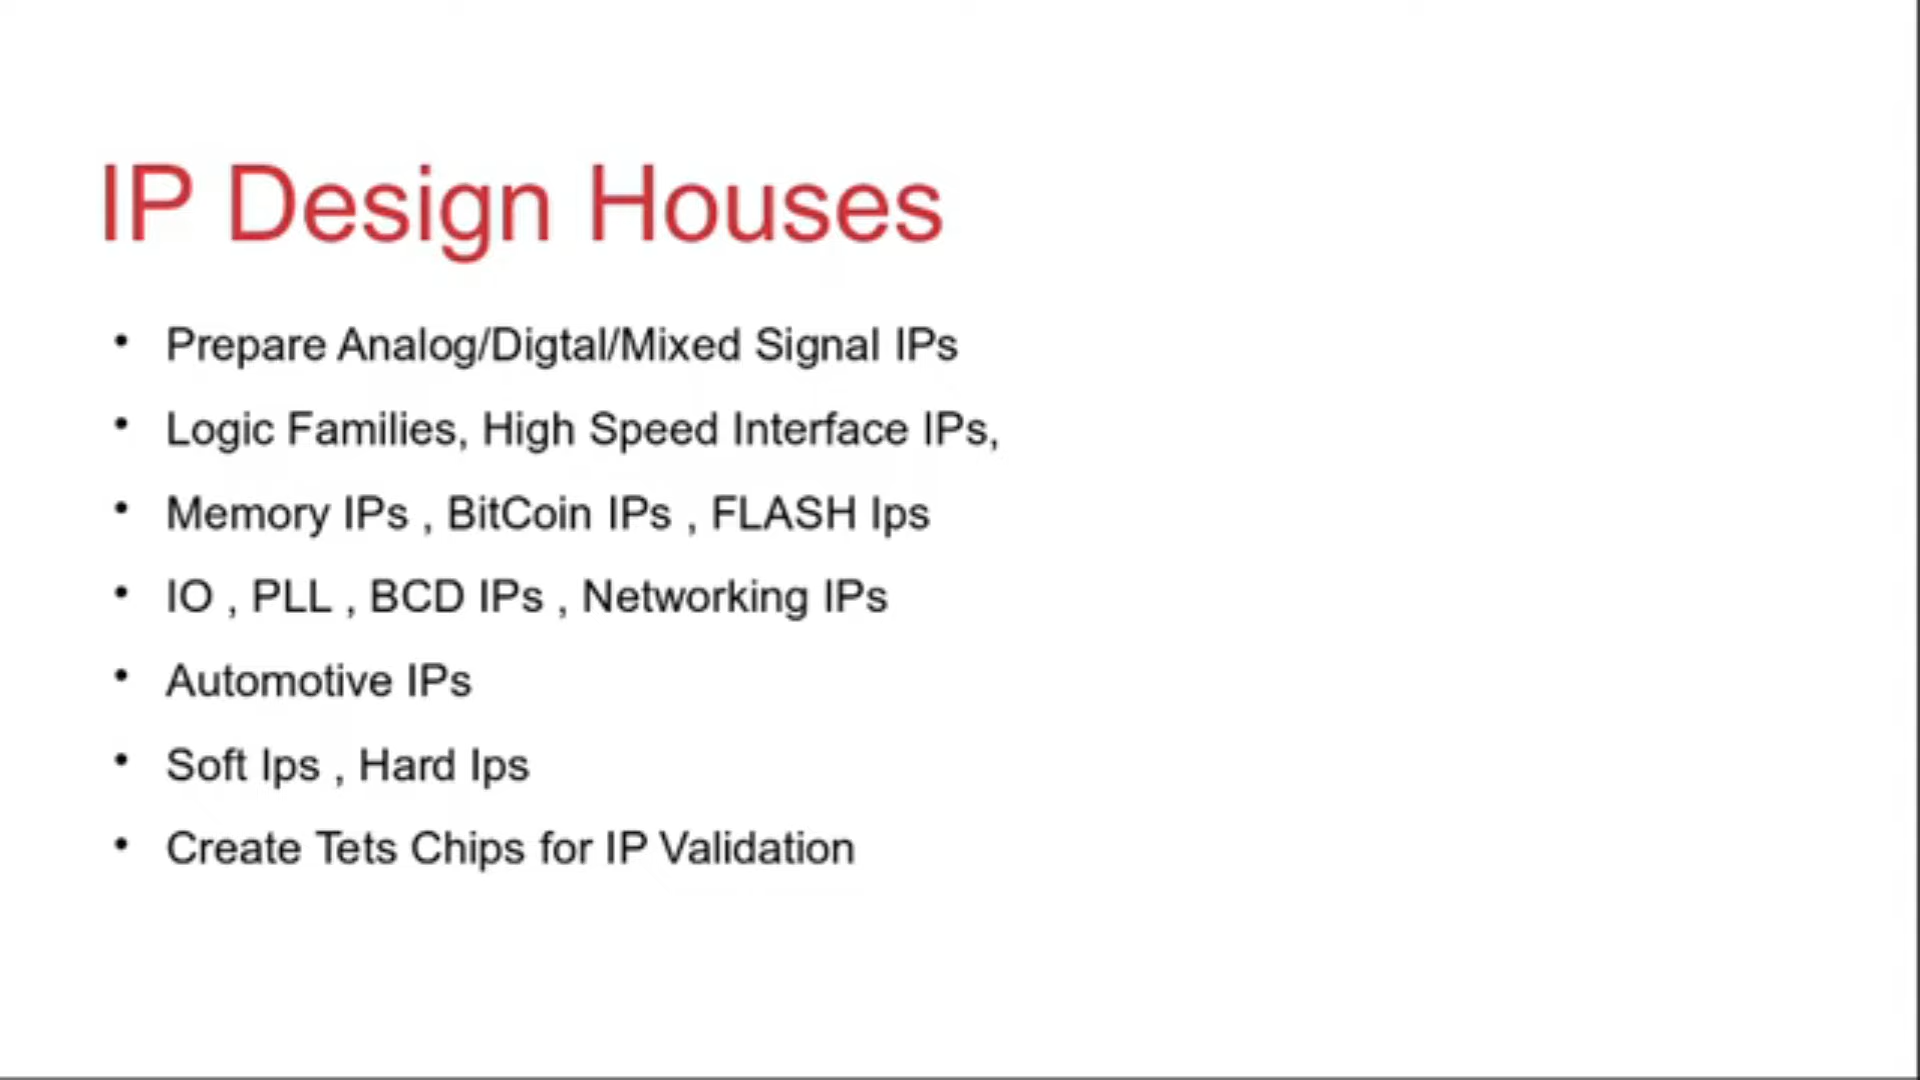 IP Design Houses
• Prepare Analog/Digtal/Mixed Signal IPs
• Logic Families, High Speed Interface IPs,
• Memory IPs , BitCoin IPs , FLASH Ips
• IO , PLL , BCD IPs , Networking IPs
• Automotive IPs
• Soft Ips , Hard Ips
• Create Tets Chips for IP Validation